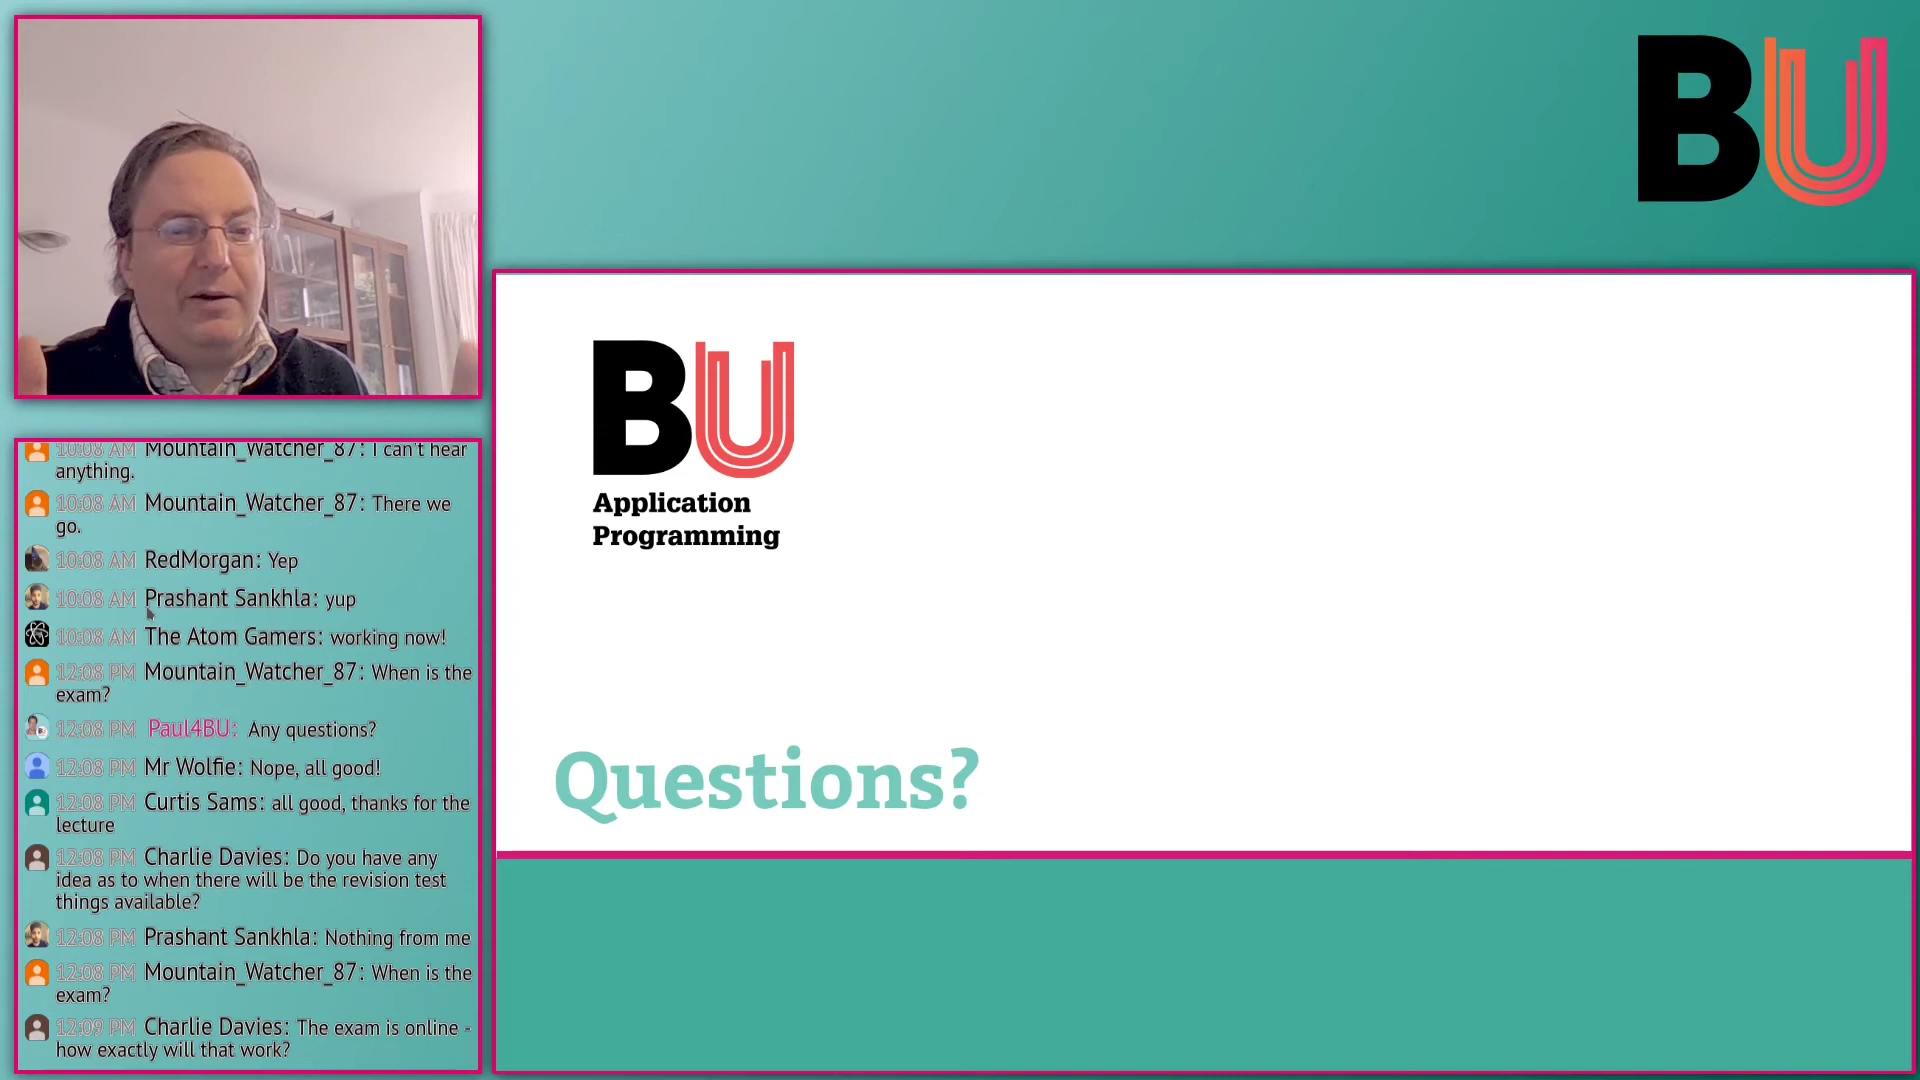 BU
10:08 AM Mountain_Watcher_87: I can't hear
anything.
10:08 AM Mountain_Watcher_87: There we
go.
10:08 AM RedMorgan: Yep
10:08 AM Prashant Sankhla: yup
10:08 AM The Atom Gamers: working now!
12:08 PM Mountain_Watcher_87: When is the
exam?
12:08 PM Paul4BU: Any questions?
12:08 PM Mr Wolfie: Nope, all good!
12:08 PM Curtis Sams: all good, thanks for the
lecture
12:08 PM Charlie Davies: Do you have any
idea as to when there will be the revision test
things available?
12:08 PM Prashant Sankhla: Nothing from me
12:08 PM Mountain_Watcher_87: When is the
exam?
12:09 PM Charlie Davies: The exam is online -
how exactly will that work?
BU
Application
Programming
Questions?